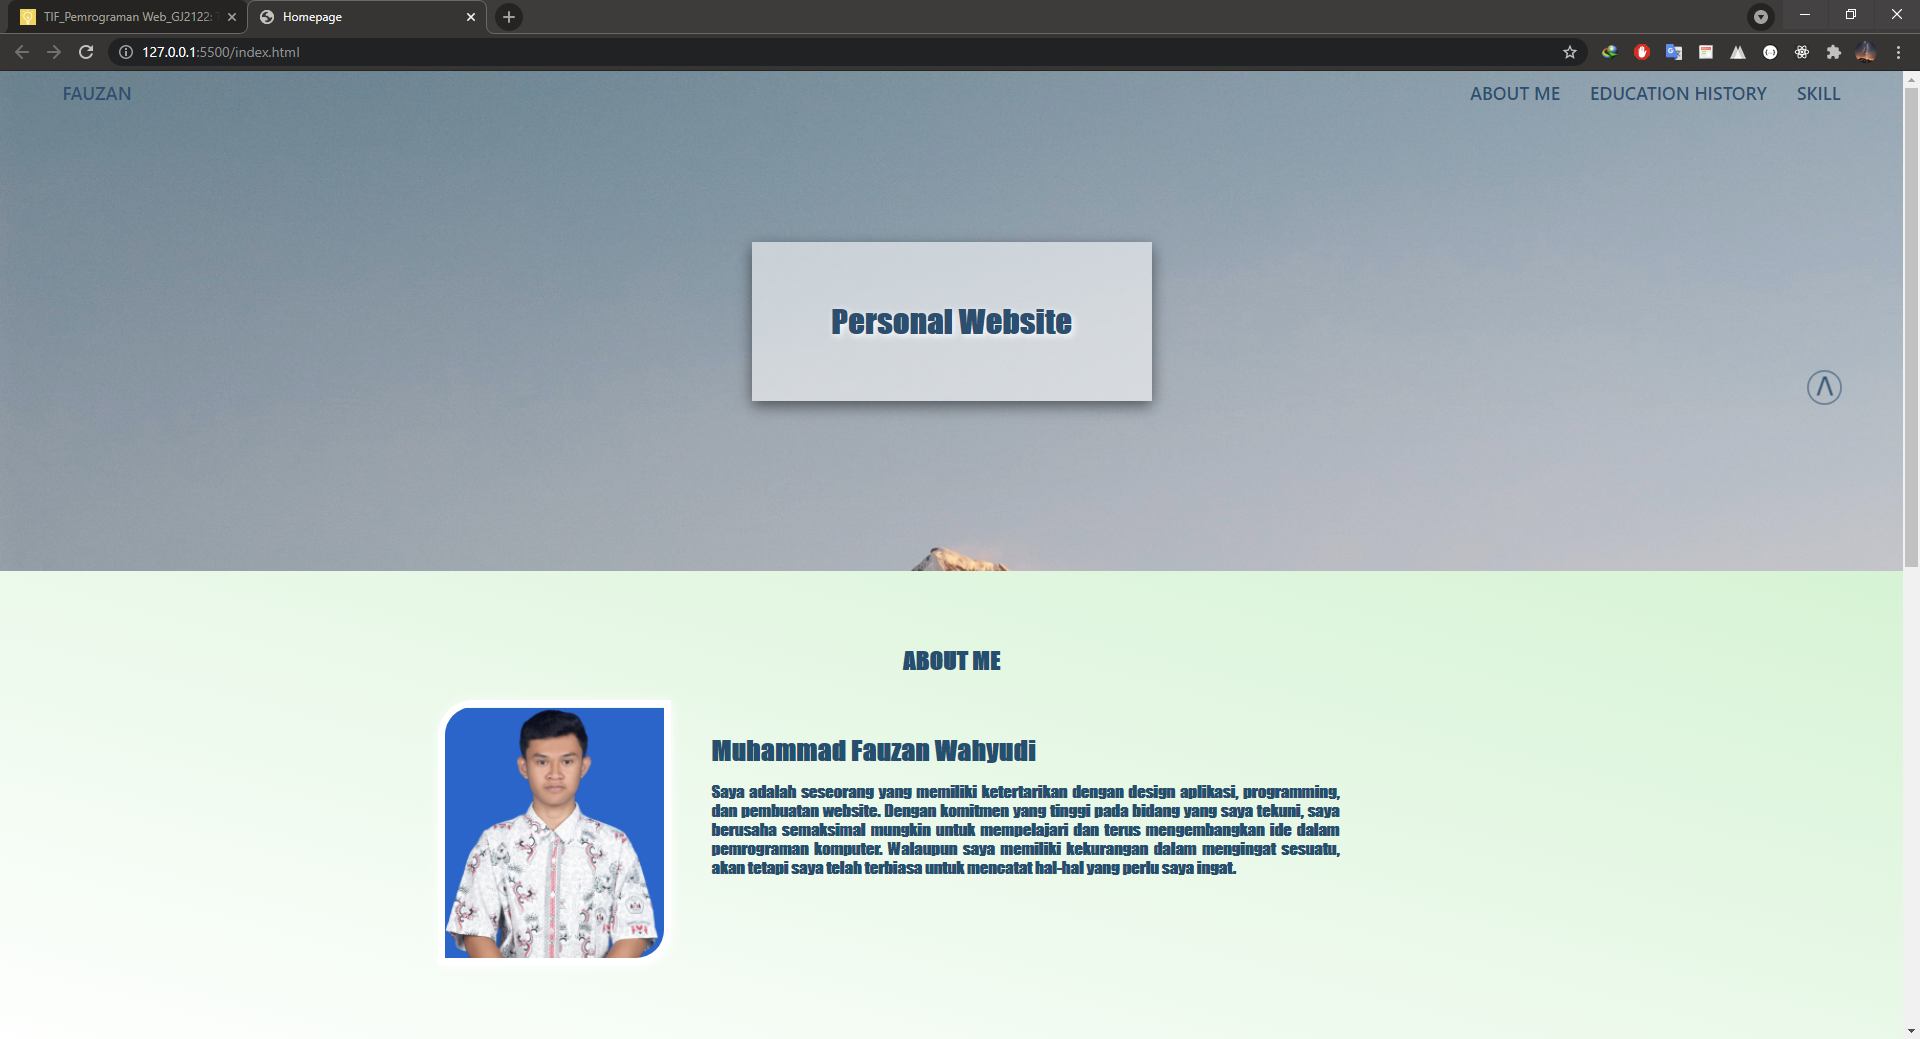 TIF_Pemrograman Web_GJ2122:
Homepage
127.0.0.1:5500/index.html
FAUZAN
ABOUT ME
EDUCATION HISTORY
SKILL
Personal Website
ABOUT ME
Muhammad Fauzan Wahyudi
Saya adalah seseorang yang memiliki ketertarikan dengan design aplikasi, programming,
dan pembuatan website. Dengan komitmen yang tinggi pada bidang yang saya tekuni, saya
berusaha semaksimal mungkin untuk mempelajari dan terus mengembangkan ide dalam
pemrograman komputer. Walaupun saya memiliki kekurangan dalam mengingat sesuatu,
akan tetapi saya telah terbiasa untuk mencatat hal-hal yang perlu saya ingat.